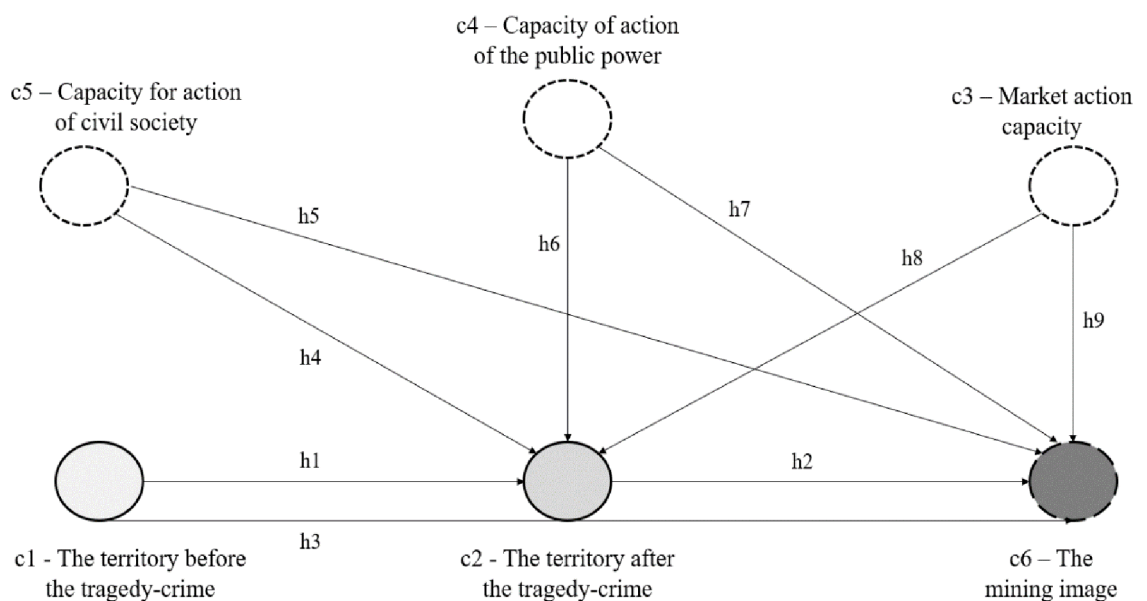 c4 – Capacity of action
of the public power
c5 – Capacity for action
of civil society
c3 – Market action
capacity
h5
h7
h6
h8
h9
h4
h1
h2
h3
c1 - The territory before
the tragedy-crime
c2 - The territory after
the tragedy-crime
c6 – The
mining image